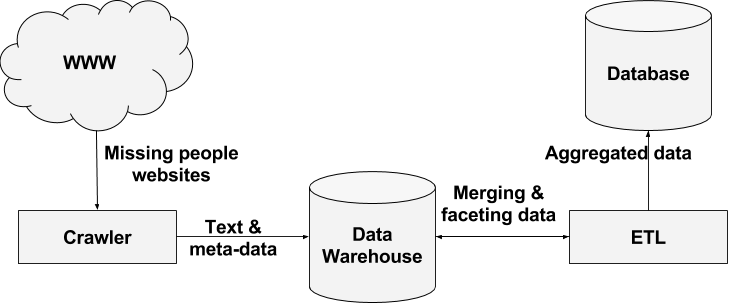 WWW
Database
Missing people
websites
Aggregated data
Merging &
faceting data
Text &
meta-data
Crawler
Data
Warehouse
ETL